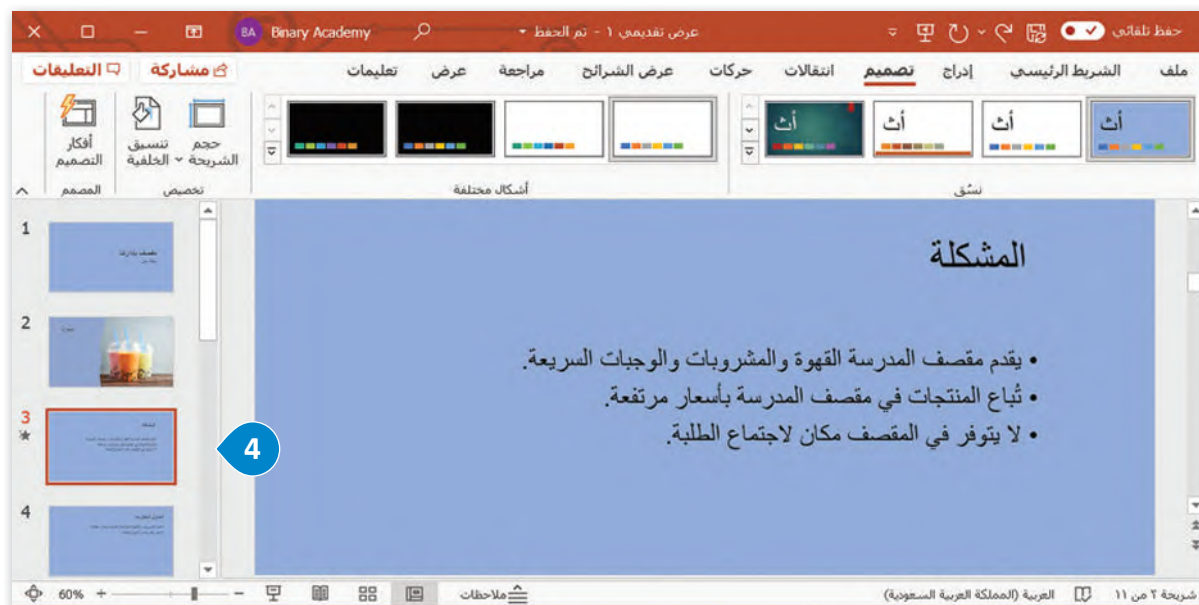 حفظ تلقائي
عرض تقديمي ١ - تم الحفظ
Binary Academy
BA
ملف
الشريط الرئيسي
إدراج
تصميم
انتقالات
حركات
عرض الشرائح
مراجعة
عرض
تعليمات
مشاركة
التعليقات
أث
أث
أث
أث
حجم الشريحة
تنسيق الخلفية
أفكار التصميم
نسُق
أشكال مختلفة
تخصيص
المصمم
المشكلة
• يقدم مقصف المدرسة القهوة والمشروبات والوجبات السريعة.
• تُباع المنتجات في مقصف المدرسة بأسعار مرتفعة.
• لا يتوفر في المقصف مكان لاجتماع الطلبة.
1
2
3
4
4
شريحة ٣ من ١١
العربية (المملكة العربية السعودية)
ملاحظات
60%